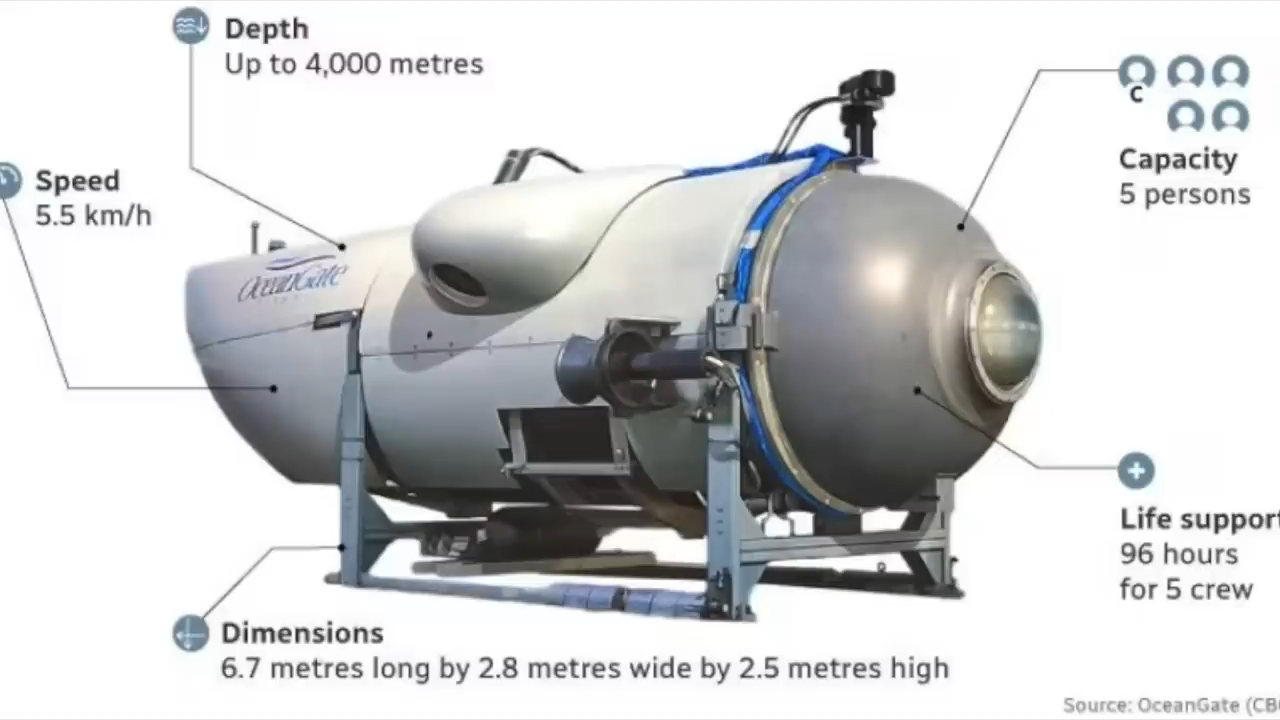 Depth
Up to 4,000 metres
Speed
5.5 km/h
C
Capacity
5 persons
OceanGate
Life support
96 hours
for 5 crew
Dimensions
6.7 metres long by 2.8 metres wide by 2.5 metres high
Source: OceanGate